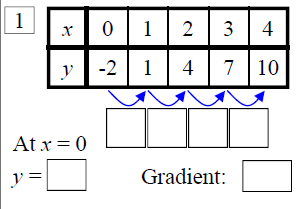 1
x 0 1 2 3 4
y -2 1 4 7 10
At x = 0
y = Gradient: